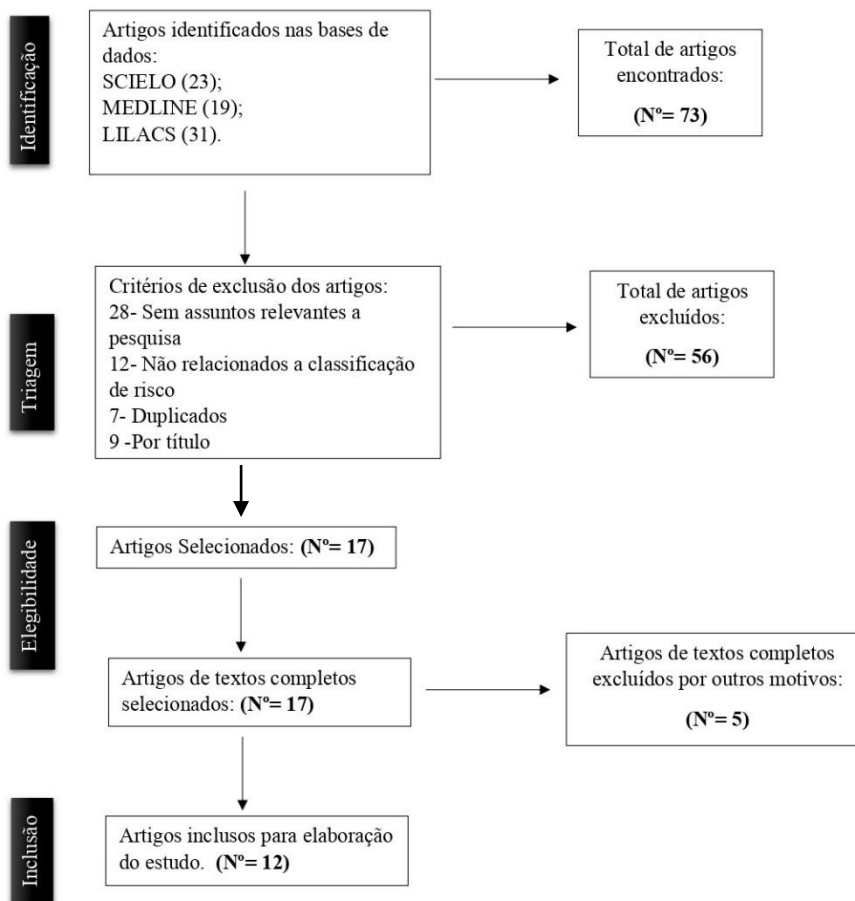 Identificação
Artigos identificados nas bases de
dados:
SCIELO (23);
MEDLINE (19);
LILACS (31).
Total de artigos
encontrados:
(Nº= 73)
Triagem
Critérios de exclusão dos artigos:
28- Sem assuntos relevantes a
pesquisa
12- Não relacionados a classificação
de risco
7- Duplicados
9 -Por título
Total de artigos
excluídos:
(Nº= 56)
Elegibilidade
Artigos Selecionados: (Nº= 17)
Artigos de textos completos
selecionados: (Nº= 17)
Artigos de textos completos
excluídos por outros motivos:
(Nº= 5)
Inclusão
Artigos inclusos para elaboração
do estudo. (Nº= 12)